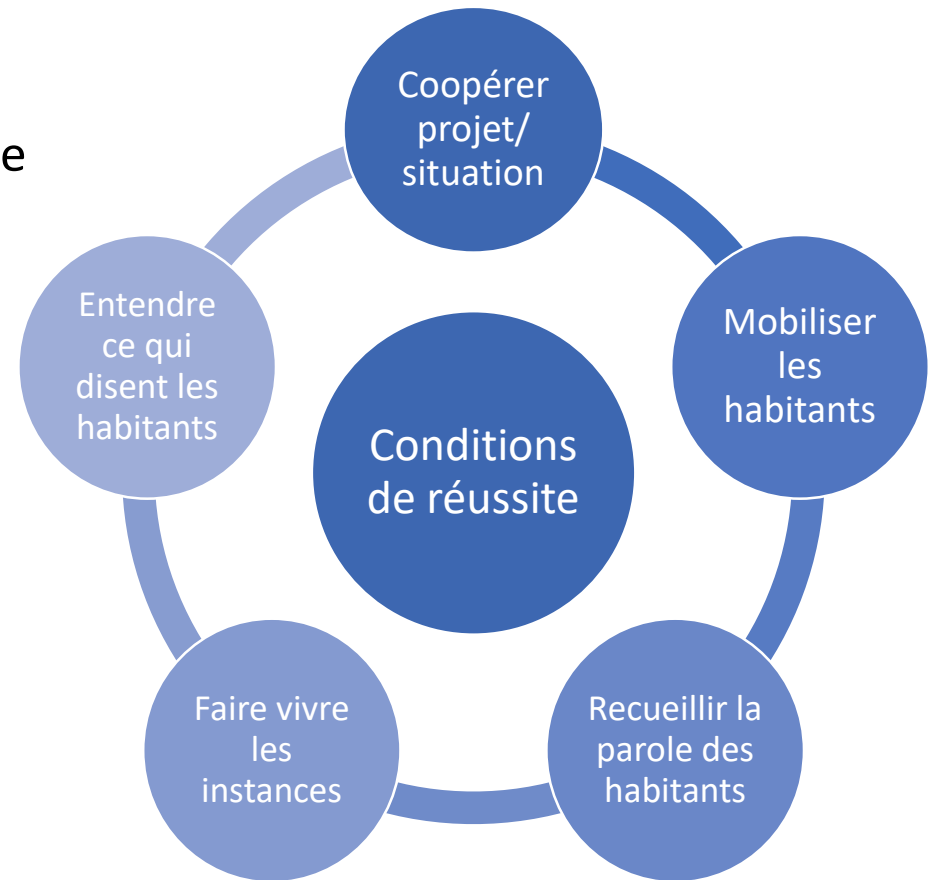 e
Coopérer
projet/
situation
Mobiliser
les
habitants
Recueillir la
parole des
habitants
Faire vivre
les
instances
Entendre
ce qui
disent les
habitants
Conditions
de réussite